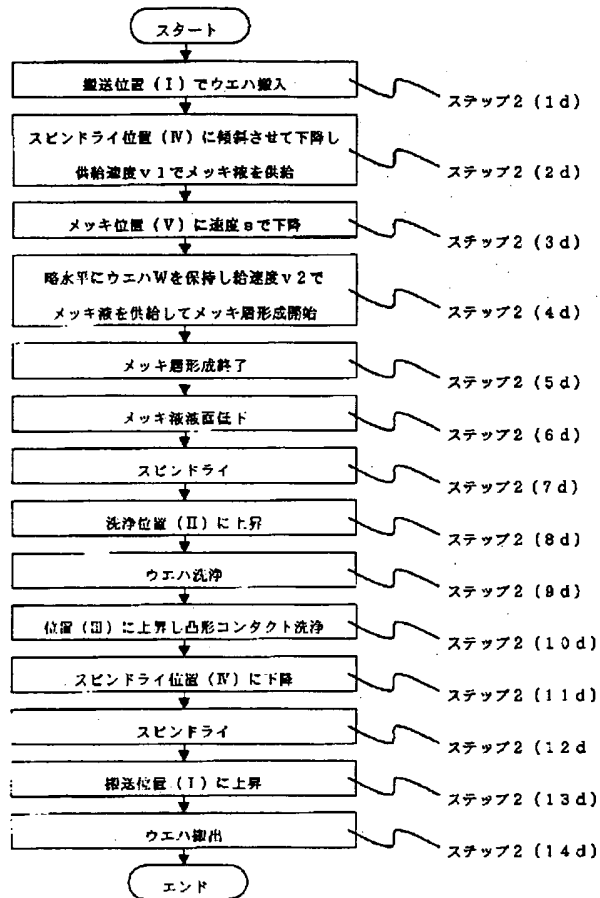 スタート
搬送位置(Ⅰ)でウエハ搬入
ステップ2(1d)
スピンドライ位置(Ⅳ)に傾斜させて下降し
供給速度v1でメッキ液を供給
ステップ2(2d)
メッキ位置(Ⅴ)に速度sで下降
ステップ2(3d)
略水平にウエハWを保持し給速度v2で
メッキ液を供給してメッキ層形成開始
ステップ2(4d)
メッキ層形成終了
ステップ2(5d)
メッキ液液面低下
ステップ2(6d)
スピンドライ
ステップ2(7d)
洗浄位置(Ⅱ)に上昇
ステップ2(8d)
ウエハ洗浄
ステップ2(9d)
位置(Ⅲ)に上昇し凸形コンタクト洗浄
ステップ2(10d)
スピンドライ位置(Ⅳ)に下降
ステップ2(11d)
スピンドライ
ステップ2(12d
搬送位置(Ⅰ)に上昇
ステップ2(13d)
ウエハ搬出
ステップ2(14d)
エンド